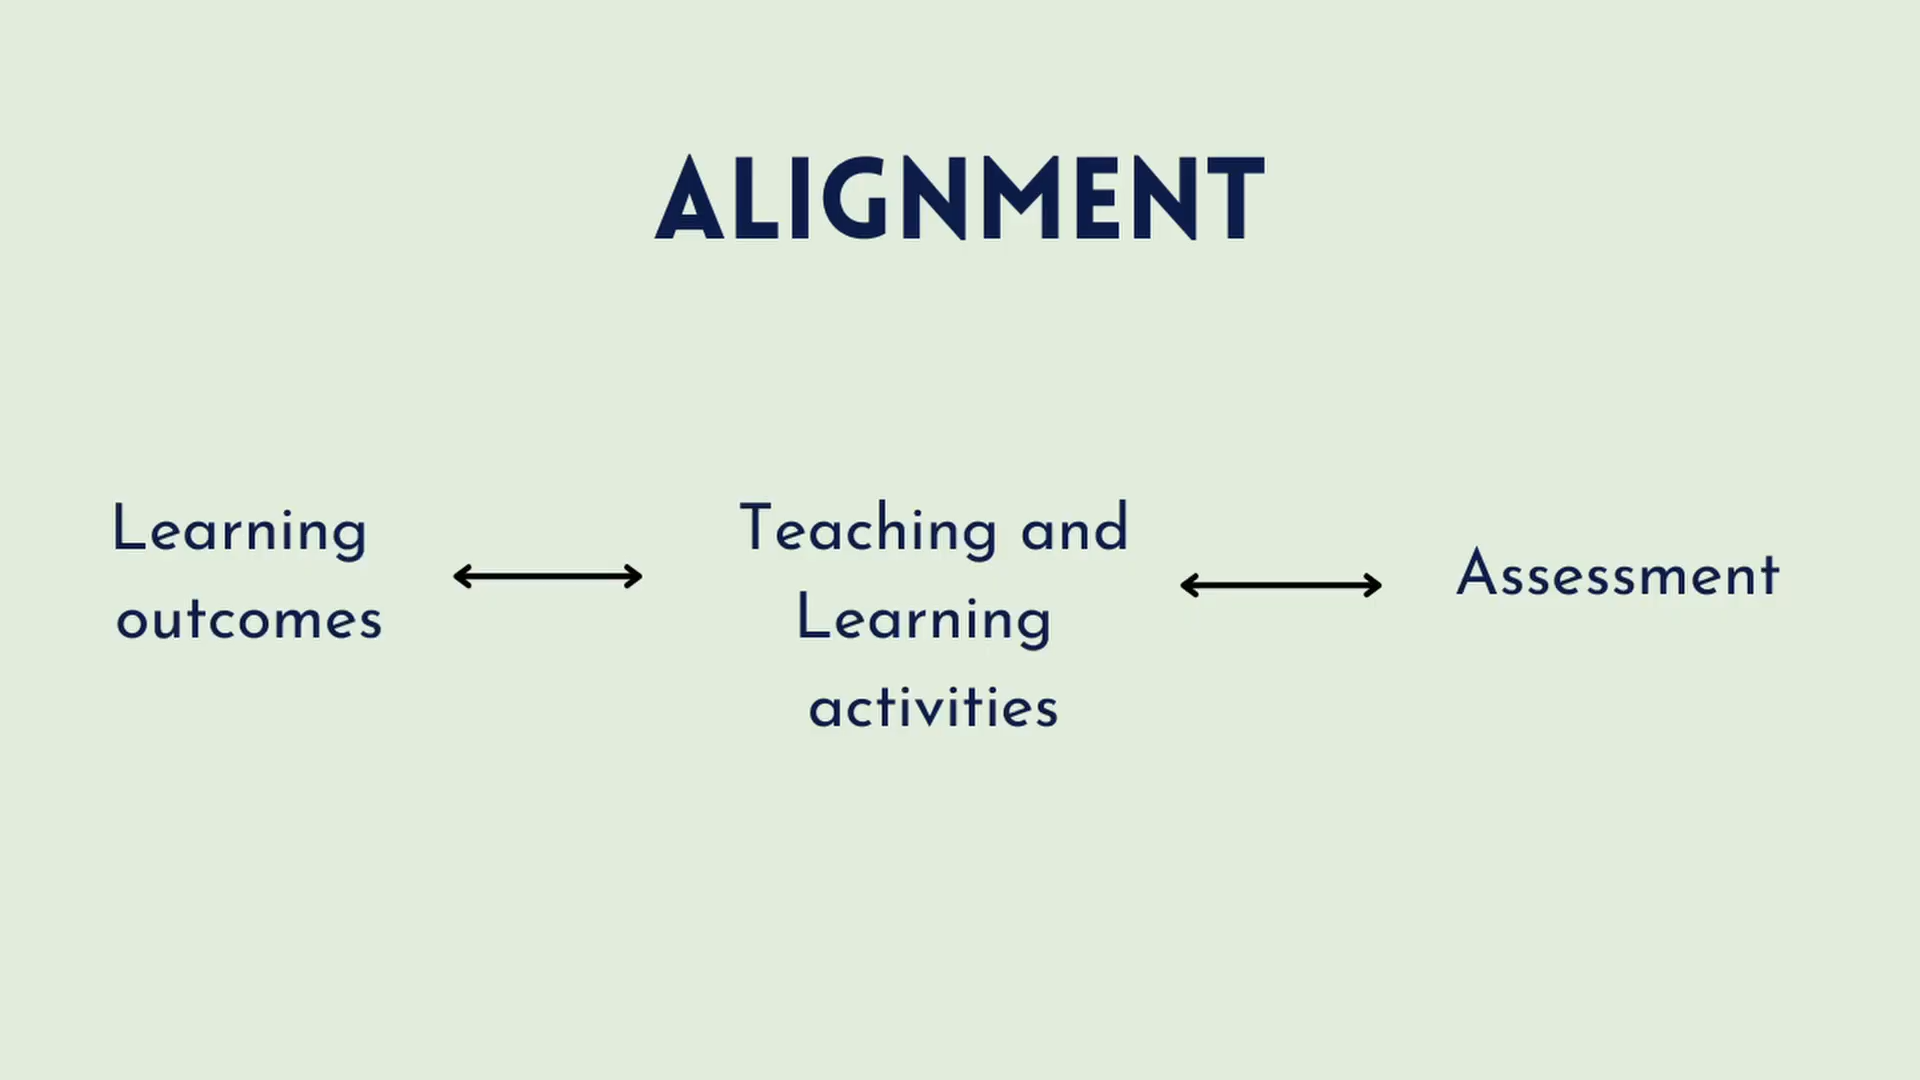 ALIGNMENT
Learning
outcomes
Teaching and
Learning
activities
Assessment